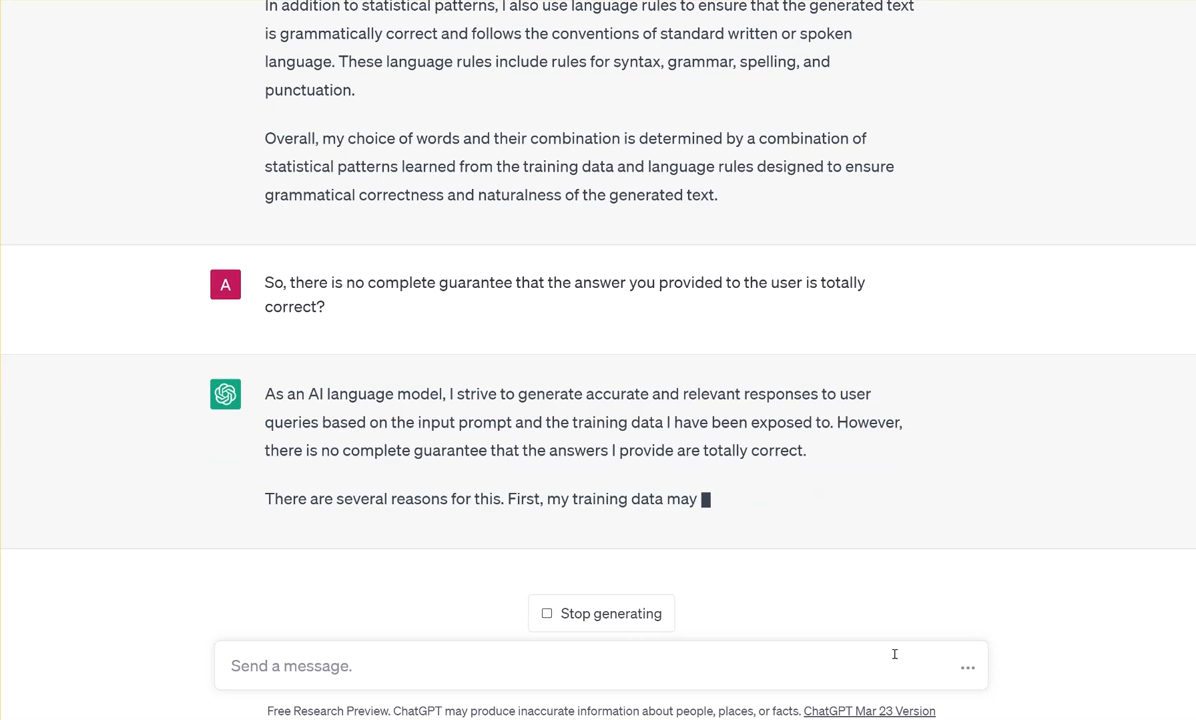 In addition to statistical patterns, I also use language rules to ensure that the generated text
is grammatically correct and follows the conventions of standard written or spoken
language. These language rules include rules for syntax, grammar, spelling, and
punctuation.
Overall, my choice of words and their combination is determined by a combination of
statistical patterns learned from the training data and language rules designed to ensure
grammatical correctness and naturalness of the generated text.
A
So, there is no complete guarantee that the answer you provided to the user is totally
correct?
As an AI language model, I strive to generate accurate and relevant responses to user
queries based on the input prompt and the training data I have been exposed to. However,
there is no complete guarantee that the answers I provide are totally correct.
There are several reasons for this. First, my training data may
Stop generating
Send a message.
Free Research Preview. ChatGPT may produce inaccurate information about people, places, or facts. ChatGPT Mar 23 Version